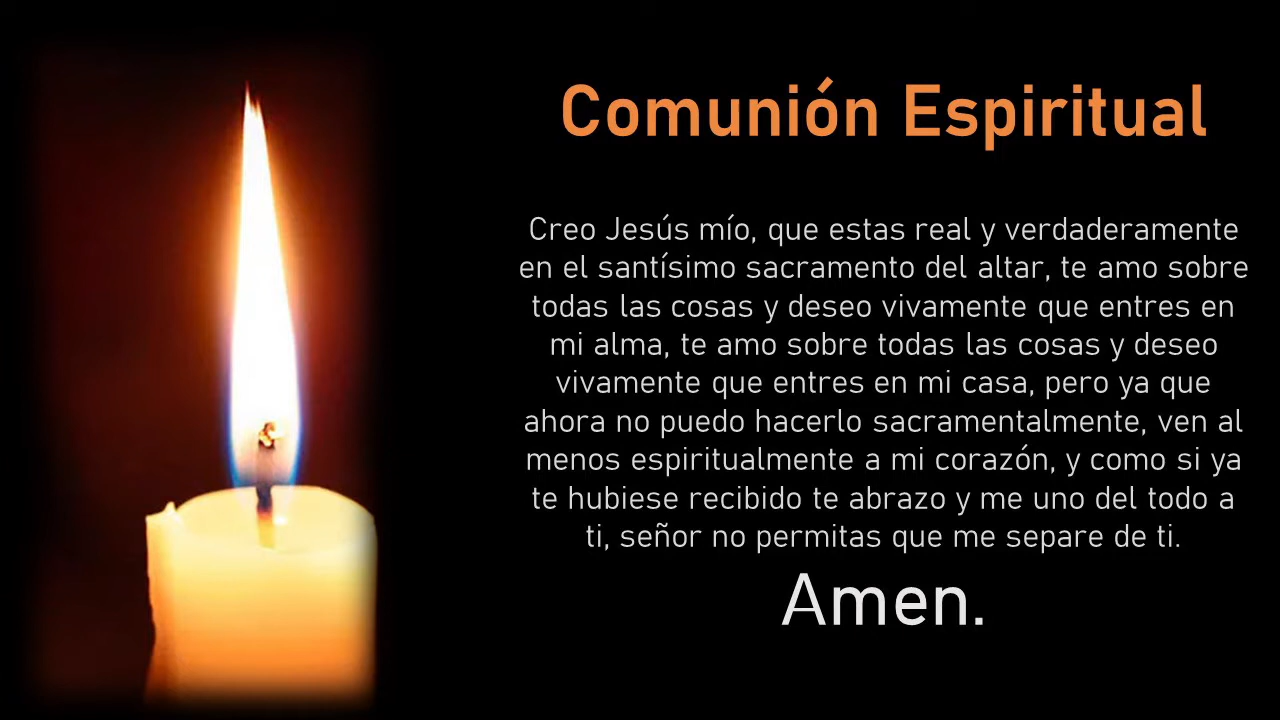 Comunión Espiritual
Creo Jesús mío, que estas real y verdaderamente
en el santísimo sacramento del altar, te amo sobre
todas las cosas y deseo vivamente que entres en
mi alma, te amo sobre todas las cosas y deseo
vivamente que entres en mi casa, pero ya que
ahora no puedo hacerlo sacramentalmente, ven al
menos espiritualmente a mi corazón, y como si ya
te hubiese recibido te abrazo y me uno del todo a
ti, señor no permitas que me separe de ti.
Amen.